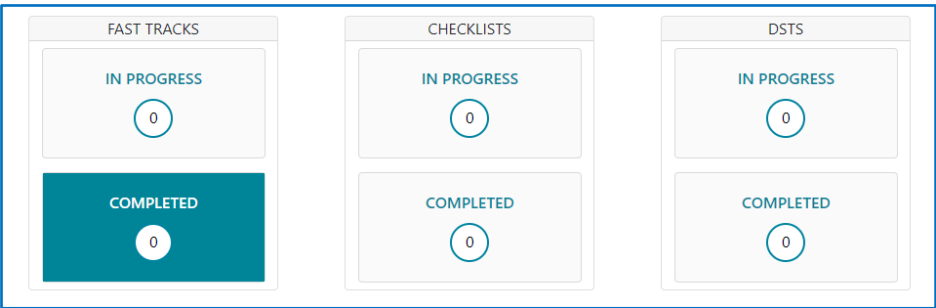 FAST TRACKS
IN PROGRESS
0
COMPLETED
0
CHECKLISTS
IN PROGRESS
0
COMPLETED
0
DSTS
IN PROGRESS
0
COMPLETED
0